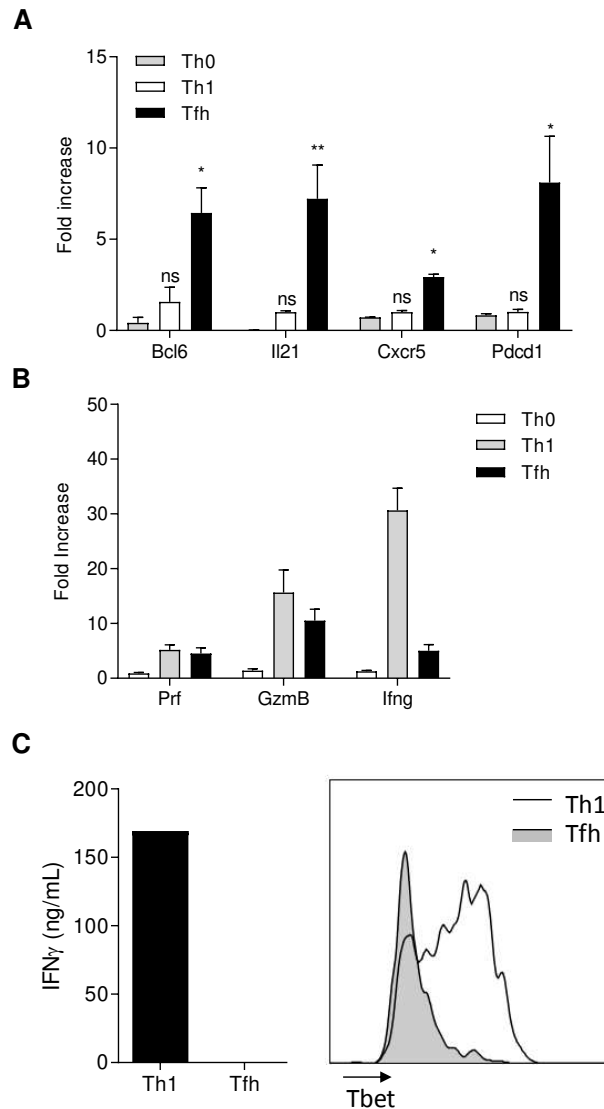 A
15
10
5
0
Fold increase
Th0
Th1
Tfh
* ** * *
ns ns ns ns
Bcl6 Il21 Cxcr5 Pdcd1
B
50
40
30
20
10
0
Fold Increase
Th0
Th1
Tfh
Prf GzmB Ifng
C
200
150
100
50
0
IFNγ (ng/mL)
Th1 Tfh
Th1
Tfh
Tbet